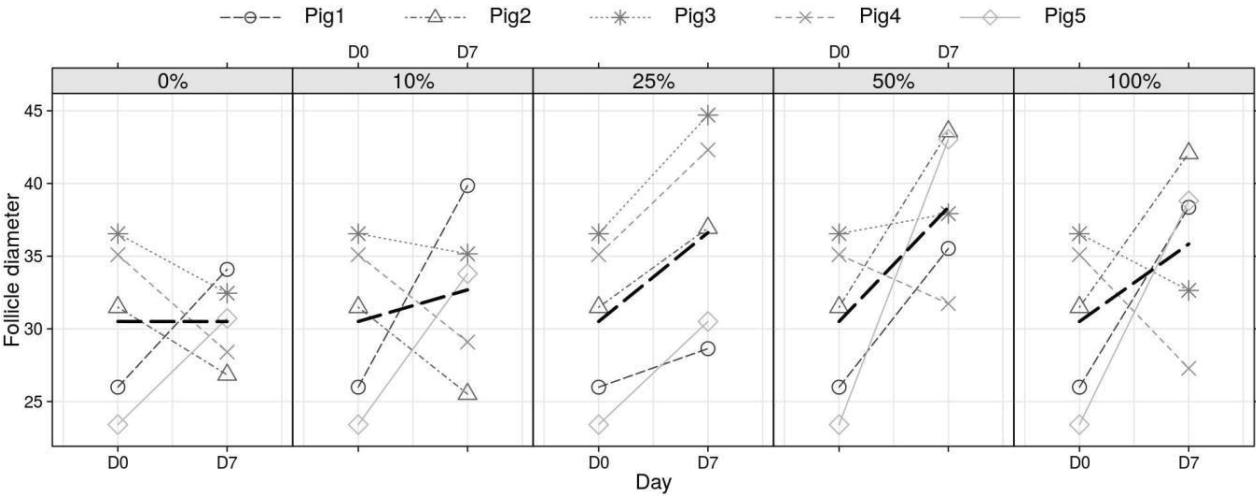 Pig1 Pig2 Pig3 Pig4 Pig5
D0 D7 D0 D7
0% 10% 25% 50% 100%
45
40
35
30
25
Follicle diameter
D0 D7 D0 D7 D0 D7
Day